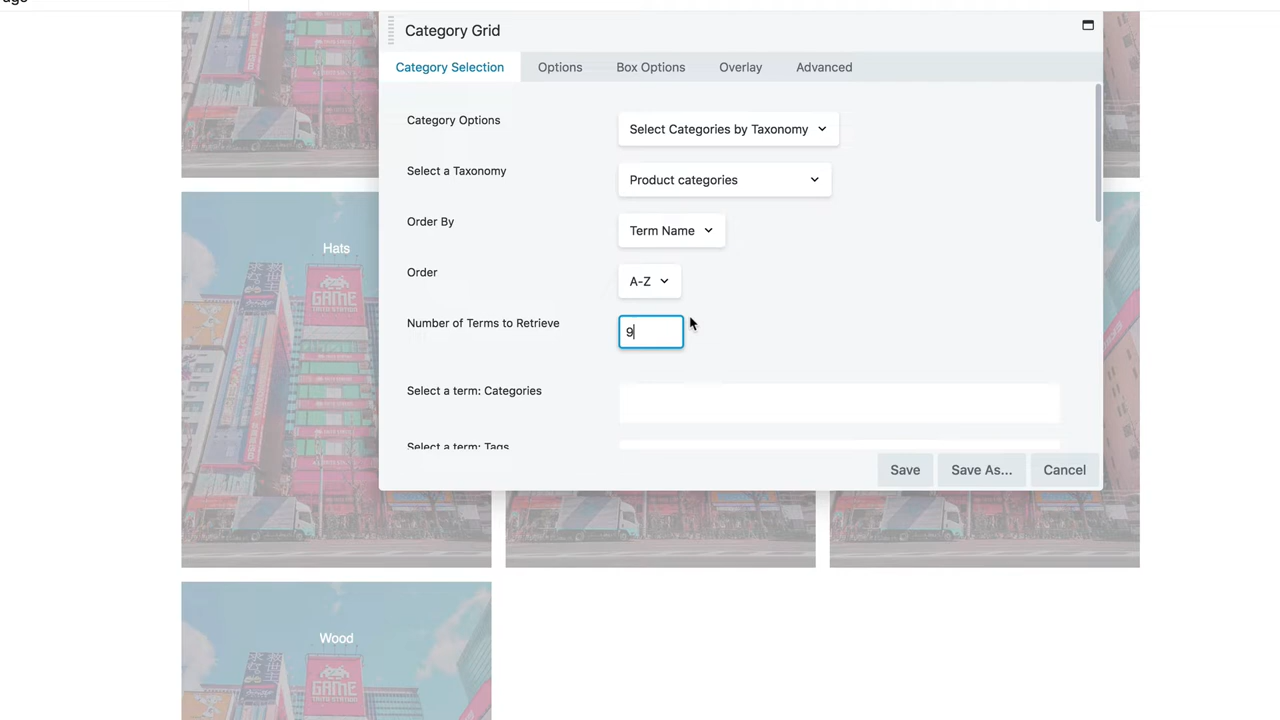 Category Grid
Category Selection Options Box Options Overlay Advanced
Category Options Select Categories by Taxonomy
Select a Taxonomy Product categories
Order By Term Name
Hats
Order A-Z
GAME
Number of Terms to Retrieve 9
Select a term: Categories
Select a term: Tags
Save Save As... Cancel
Wood
GAME